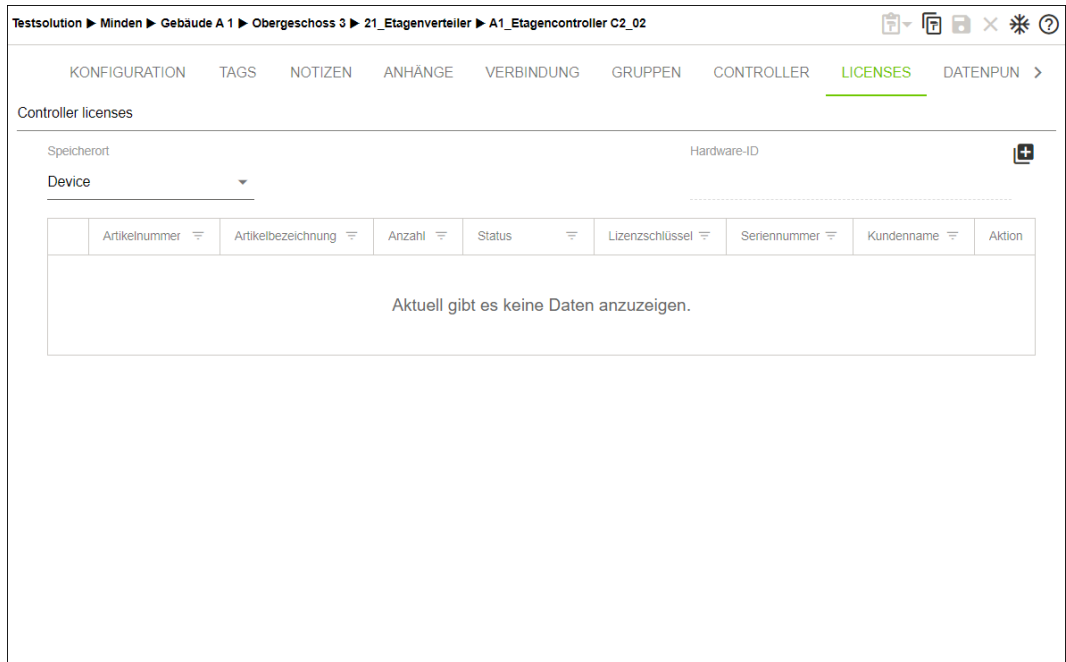 Testsolution ▶ Minden ▶ Gebäude A 1 ▶ Obergeschoss 3 ▶ 21_Etagenverteiler ▶ A1_Etagencontroller C2_02
KONFIGURATION TAGS NOTIZEN ANHÄNGE VERBINDUNG GRUPPEN CONTROLLER LICENSES DATENPUN
Controller licenses
Speicherort Hardware-ID
Device
Artikelnummer Artikelbezeichnung Anzahl Status Lizenzschlüssel Seriennummer Kundenname Aktion
Aktuell gibt es keine Daten anzuzeigen.